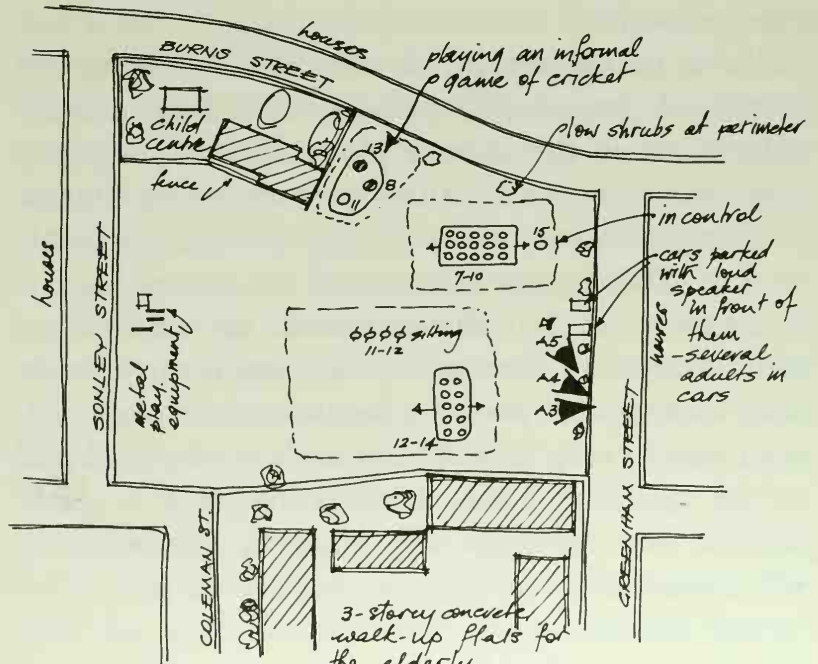 houses
BURNS STREET
playing an informal
game of cricket
low shrubs at perimeter
child
centre
fence
13
8
11
15
in control
7-10
cars parked
with loud
speaker
in front of
them
-several
adults in
cars
houses
SONLEY STREET
metal
play.
equipment
sitting
11-12
12-14
A5
A4
A3
houses
GREENHAM STREET
COLEMAN ST.
3-storey concrete
walk-up flats for
the elderly